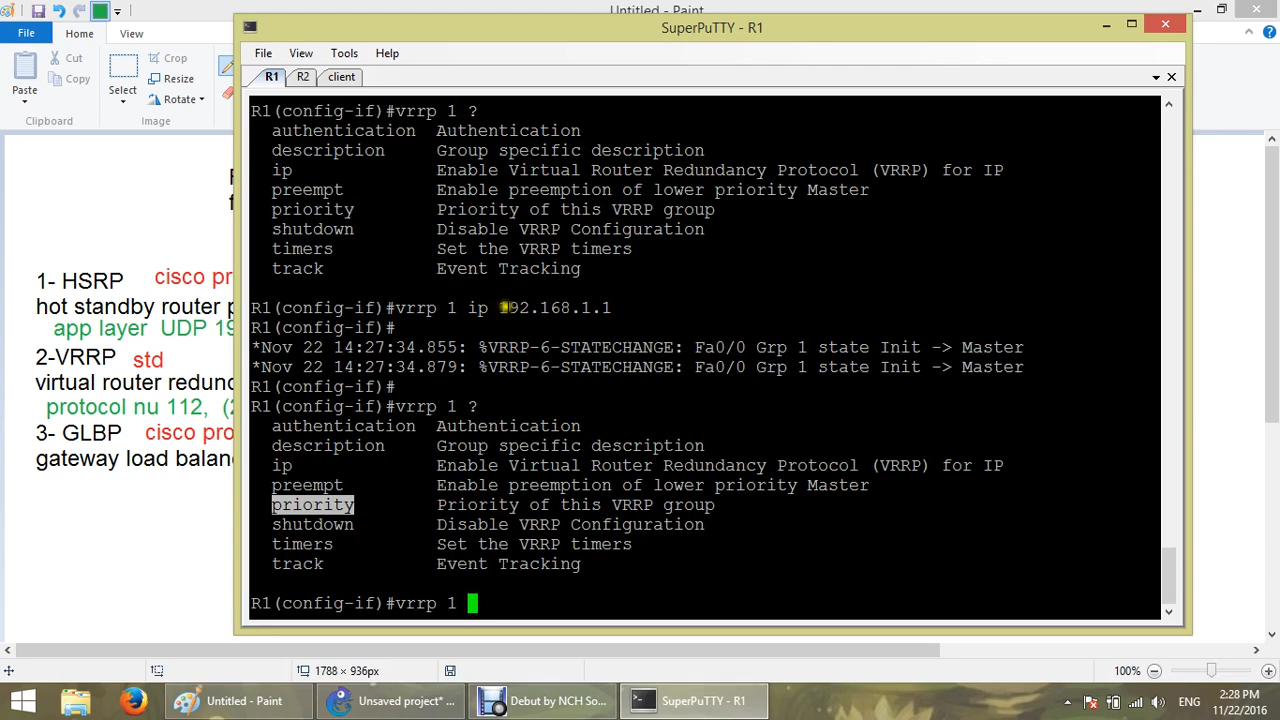 Untitled - Paint
File
Home
View
Paste
Cut
Copy
Clipboard
Select
Crop
Resize
Rotate
Image
SuperPuTTY - R1
File View Tools Help
R1 R2 client
R1(config-if)#vrrp 1 ?
authentication Authentication
description Group specific description
ip Enable Virtual Router Redundancy Protocol (VRRP) for IP
preempt Enable preemption of lower priority Master
priority Priority of this VRRP group
shutdown Disable VRRP Configuration
timers Set the VRRP timers
track Event Tracking
R1(config-if)#vrrp 1 ip 192.168.1.1
R1(config-if)#
*Nov 22 14:27:34.855: %VRRP-6-STATECHANGE: Fa0/0 Grp 1 state Init -> Master
*Nov 22 14:27:34.879: %VRRP-6-STATECHANGE: Fa0/0 Grp 1 state Init -> Master
R1(config-if)#
R1(config-if)#vrrp 1 ?
authentication Authentication
description Group specific description
ip Enable Virtual Router Redundancy Protocol (VRRP) for IP
preempt Enable preemption of lower priority Master
priority Priority of this VRRP group
shutdown Disable VRRP Configuration
timers Set the VRRP timers
track Event Tracking
R1(config-if)#vrrp 1
1- HSRP cisco pr
hot standby router p
app layer UDP 19
2-VRRP std
virtual router redun
protocol nu 112, (2
3- GLBP cisco pro
gateway load balan
1788 × 936px
100%
Untitled - Paint
Unsaved project* ...
Debut by NCH So...
SuperPuTTY - R1
ENG
2:28 PM
11/22/2016